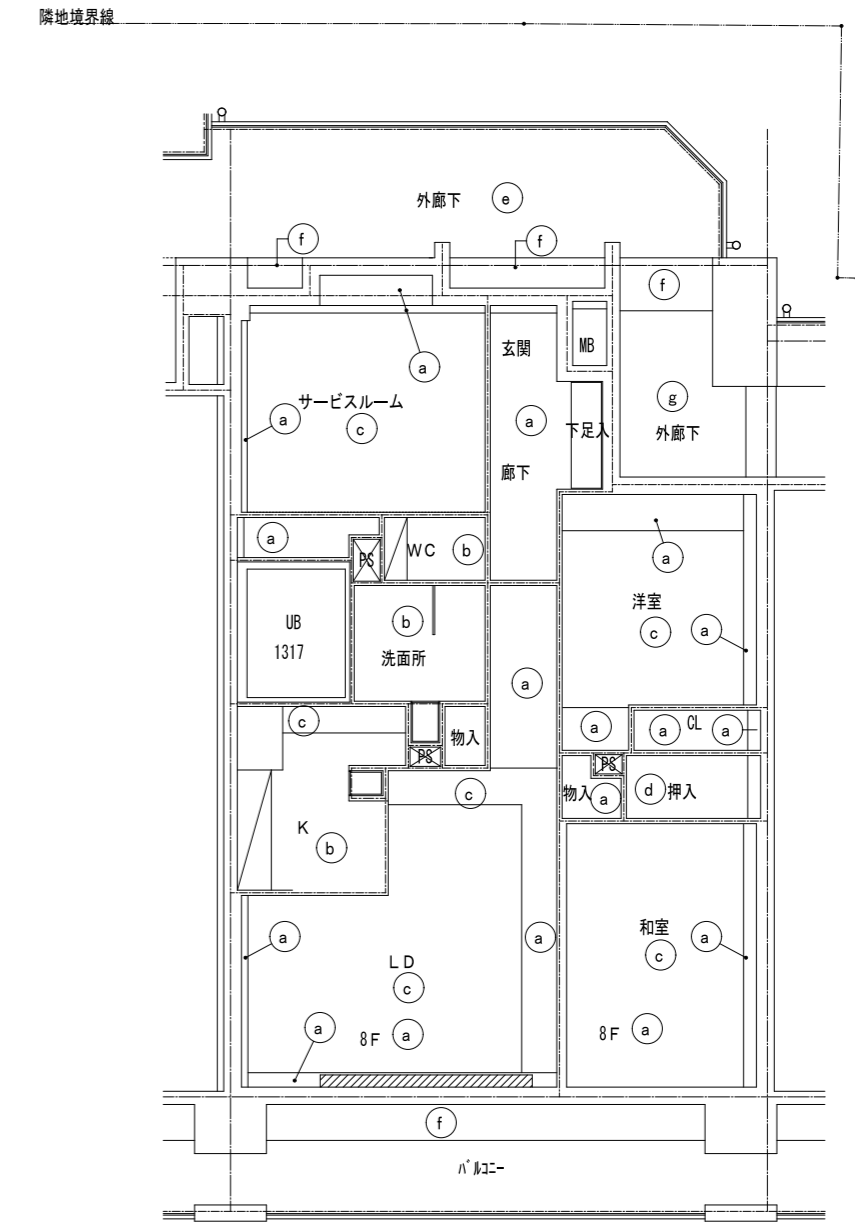 隣地境界線
外廊下 e
f
f
f
a
玄関
MB
サービスルーム
a
c
a
下足入
g
外廊下
廊下
a
PS
WC b
a
洋室
c
a
UB
1317
b
洗面所
a
c
物入
PS
a
a
CL
a
c
物入
PS
a
d 押入
K
b
a
a
和室
c
a
LD
c
8F a
a
8F a
f
バルコニー